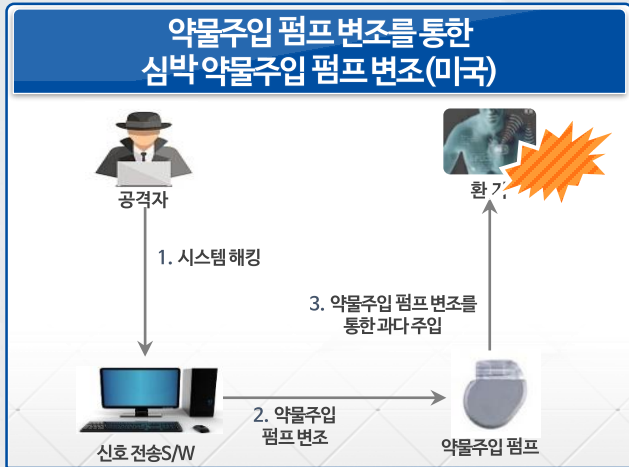 약물주입 펌프 변조를 통한
심박 약물주입 펌프 변조(미국)
공격자
1. 시스템 해킹
3. 약물주입 펌프 변조를
통한 과다 주입
2. 약물주입
펌프 변조
신호 전송S/W
약물주입 펌프